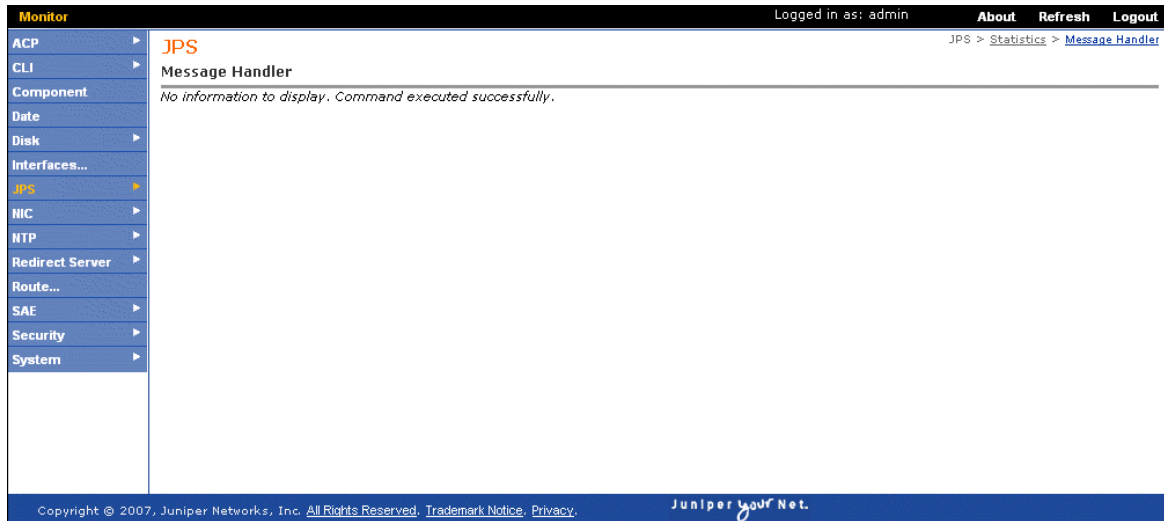 Monitor
Logged in as: admin
About Refresh Logout
ACP
CLI
Component
Date
Disk
Interfaces...
JPS
NIC
NTP
Redirect Server
Route...
SAE
Security
System
JPS > Statistics > Message Handler
JPS
Message Handler
No information to display. Command executed successfully.
Copyright © 2007, Juniper Networks, Inc. All Rights Reserved. Trademark Notice. Privacy.
Juniper your Net.